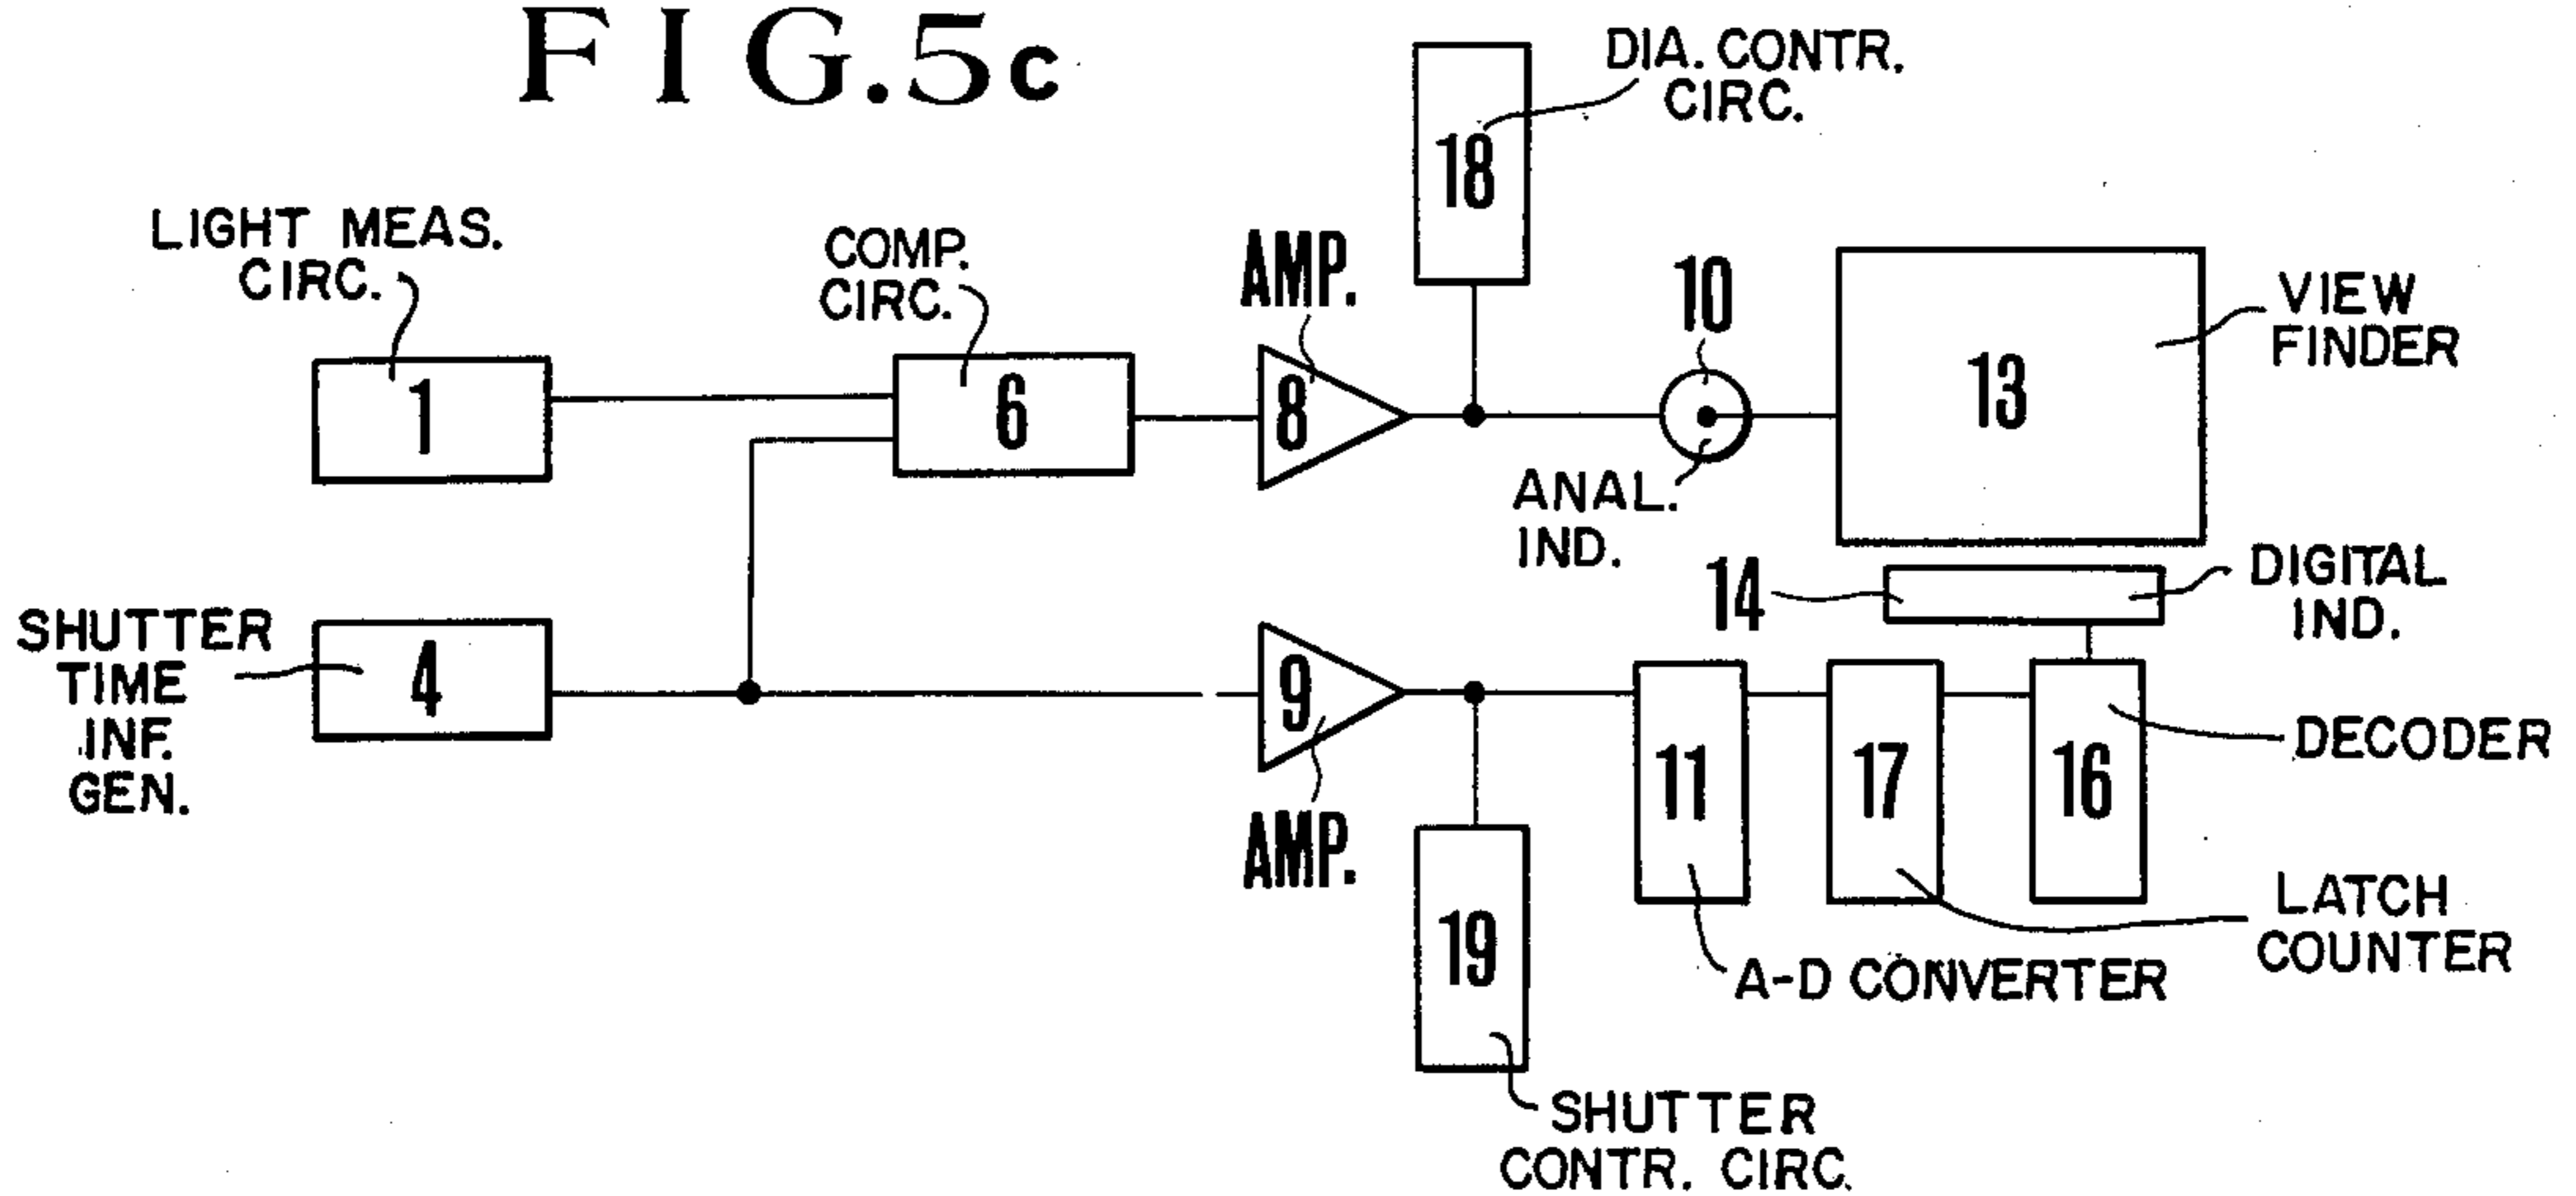 FIG.5c
DIA. CONTR.
CIRC.
18
LIGHT MEAS.
CIRC.
1
COMP.
CIRC.
6
AMP.
8
10
ANAL.
IND.
13
VIEW
FINDER
14
DIGITAL
IND.
SHUTTER
TIME
INF.
GEN.
4
9
AMP.
11
17
16
DECODER
LATCH
COUNTER
A-D CONVERTER
19
SHUTTER
CONTR. CIRC.